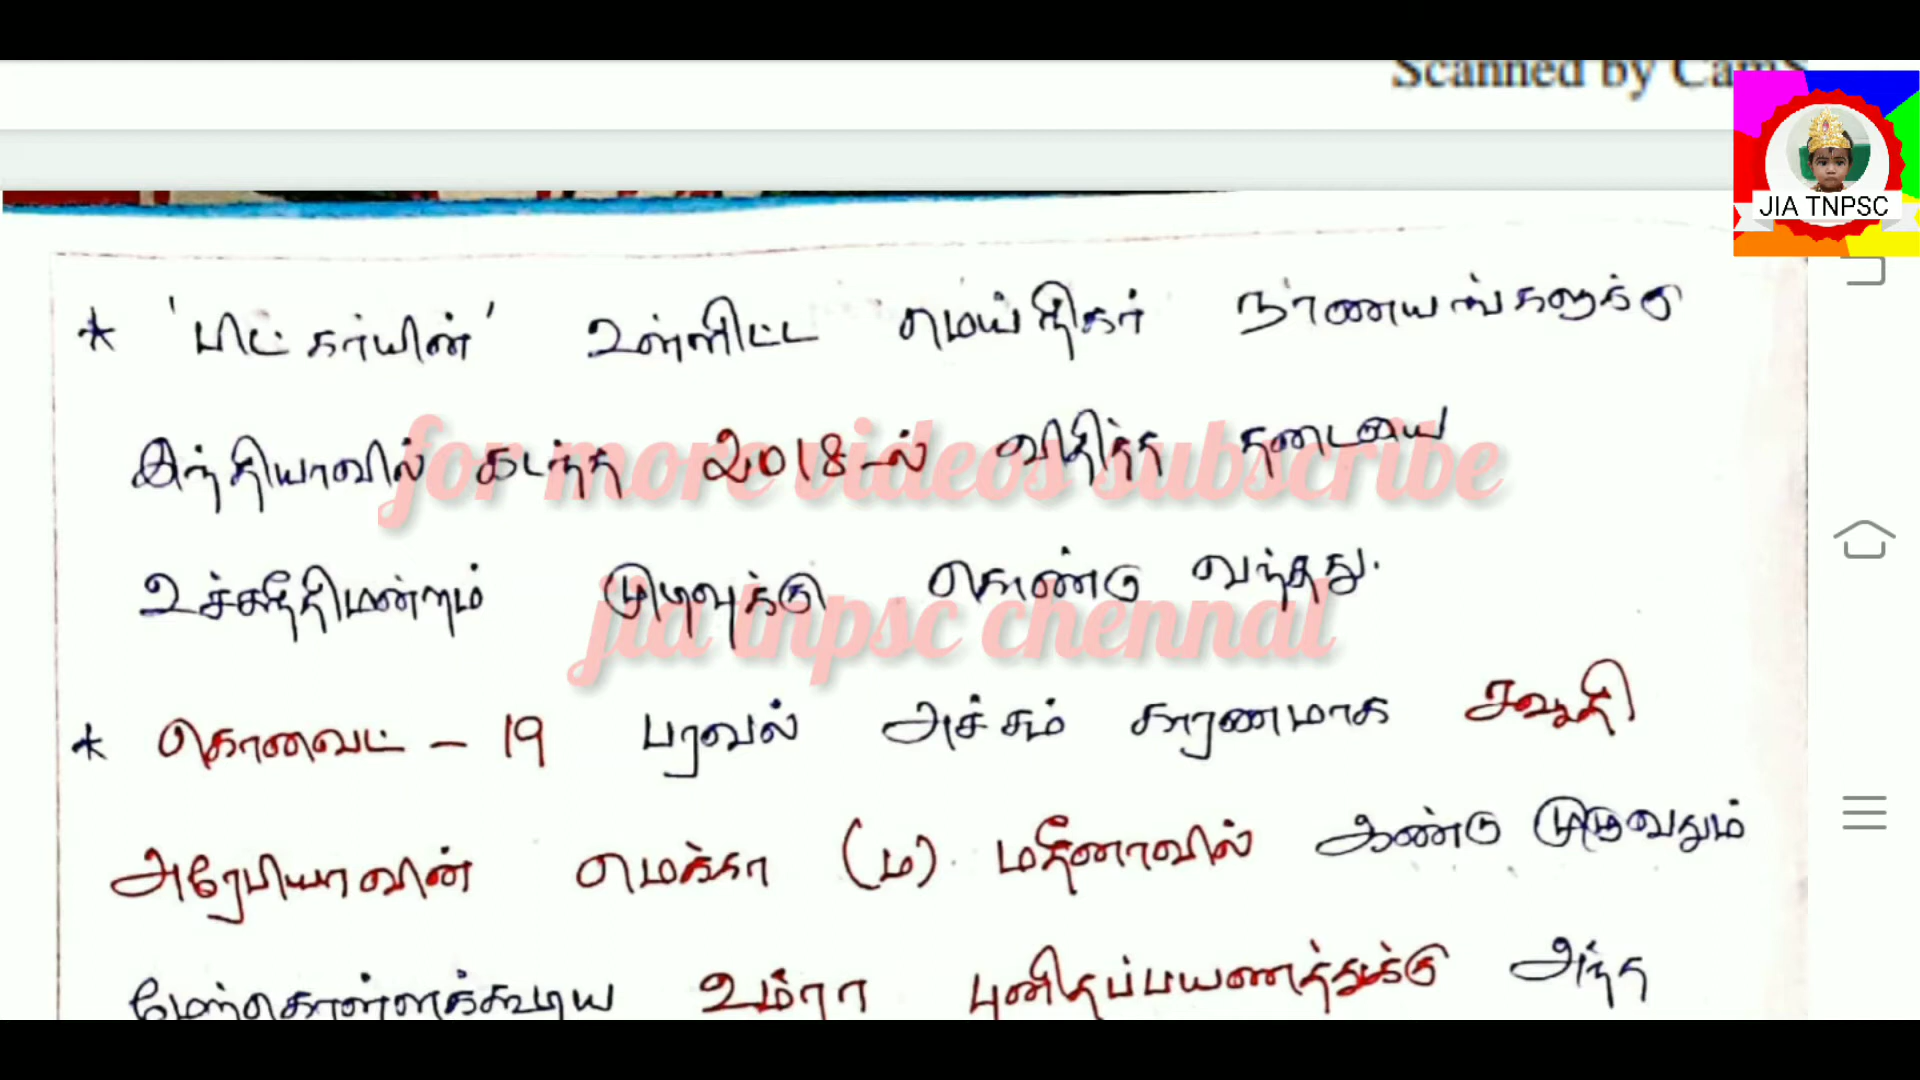 Scanned by CamS
JIA TNPSC
* 'பிட் காயின்' உள்ளிட்ட மெய்நிகர் நாணயங்களுக்கு
இந்தியாவில் கடந்த 2018-ல் விதித்த தடையை
for more videos subscribe
உச்சநீதிமன்றம் முடிவுக்கு கொண்டு வந்தது.
jia tnpsc chennai
* கொவைட் - 19 பரவல் அச்சம் காரணமாக சவூதி
அரேபியாவின் மெக்கா (ம) மதீனாவில் ஆண்டு முழுவதும்
மேற்கொள்ளக்கூடிய உம்ரா புனிதப்பயணத்துக்கு அந்த